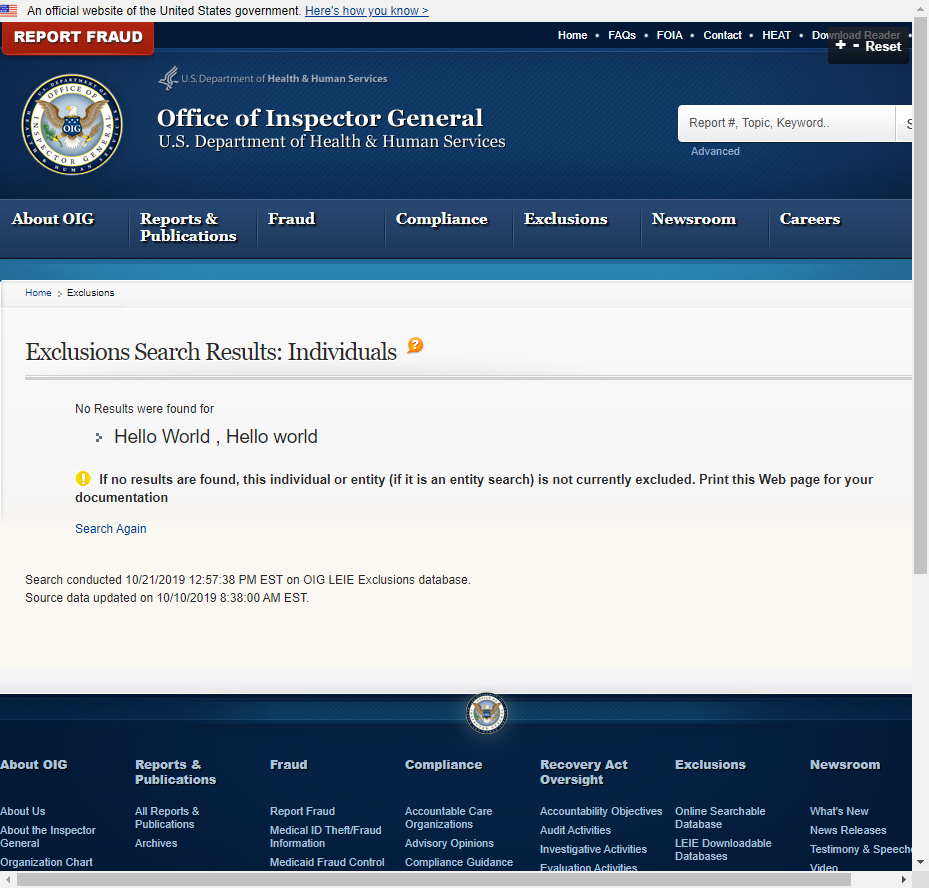 An official website of the United States government. Here's how you know >
REPORT FRAUD
Home • FAQs • FOIA • Contact • HEAT • Download Reader •
+ - Reset
U.S. Department of Health & Human Services
Office of Inspector General
U.S. Department of Health & Human Services
OIG
Report #, Topic, Keyword..
Advanced
About OIG
Reports &
Publications
Fraud
Compliance
Exclusions
Newsroom
Careers
Home
Exclusions
Exclusions Search Results: Individuals ?
No Results were found for
Hello World , Hello world
! If no results are found, this individual or entity (if it is an entity search) is not currently excluded. Print this Web page for your
documentation
Search Again
Search conducted 10/21/2019 12:57:38 PM EST on OIG LEIE Exclusions database.
Source data updated on 10/10/2019 8:38:00 AM EST.
About OIG
About Us
About the Inspector
General
Organization Chart
Reports &
Publications
All Reports &
Publications
Archives
Fraud
Report Fraud
Medical ID Theft/Fraud
Information
Medicaid Fraud Control
Compliance
Accountable Care
Organizations
Advisory Opinions
Compliance Guidance
Recovery Act
Oversight
Accountability Objectives
Audit Activities
Investigative Activities
Evaluation Activities
Exclusions
Online Searchable
Database
LEIE Downloadable
Databases
Newsroom
What's New
News Releases
Testimony & Speeche
Video